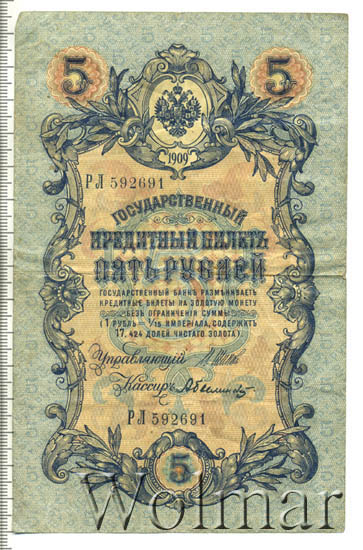 5 5
1909
РЛ 592691
ГОСУДАРСТВЕННЫЙ
КРЕДИТНЫЙ БИЛЕТЪ
ПЯТЬ РУБЛЕЙ
ГОСУДАРСТВЕННЫЙ БАНКЪ РАЗМѢНИВАЕТЪ
КРЕДИТНЫЕ БИЛЕТЫ НА ЗОЛОТУЮ МОНЕТУ
БЕЗЪ ОГРАНИЧЕНІЯ СУММЫ
(1 РУБЛЬ = 1/15 ИМПЕРІАЛА, СОДЕРЖИТЪ
17,424 ДОЛЕЙ ЧИСТАГО ЗОЛОТА)
Управляющій
Кассиръ
РЛ 592691
5
Wolmar